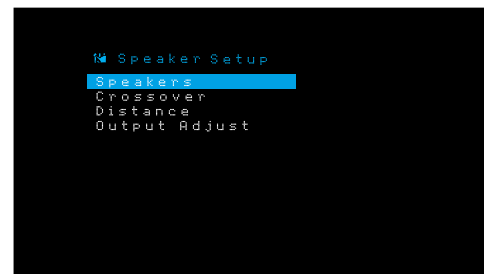 Speaker Setup
Speakers
Crossover
Distance
Output Adjust